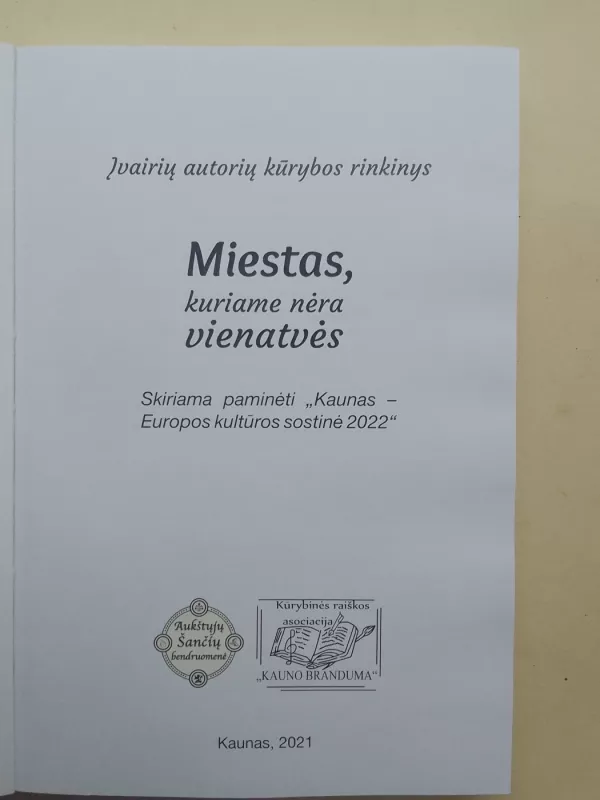 Įvairių autorių kūrybos rinkinys
Miestas,
kuriame nėra
vienatvės
Skiriama paminėti „Kaunas –
Europos kultūros sostinė 2022“
Aukštųjų
Šančių
bendruomenė
Kūrybinės raiškos
asociacija
„KAUNO BRANDUMA“
Kaunas, 2021